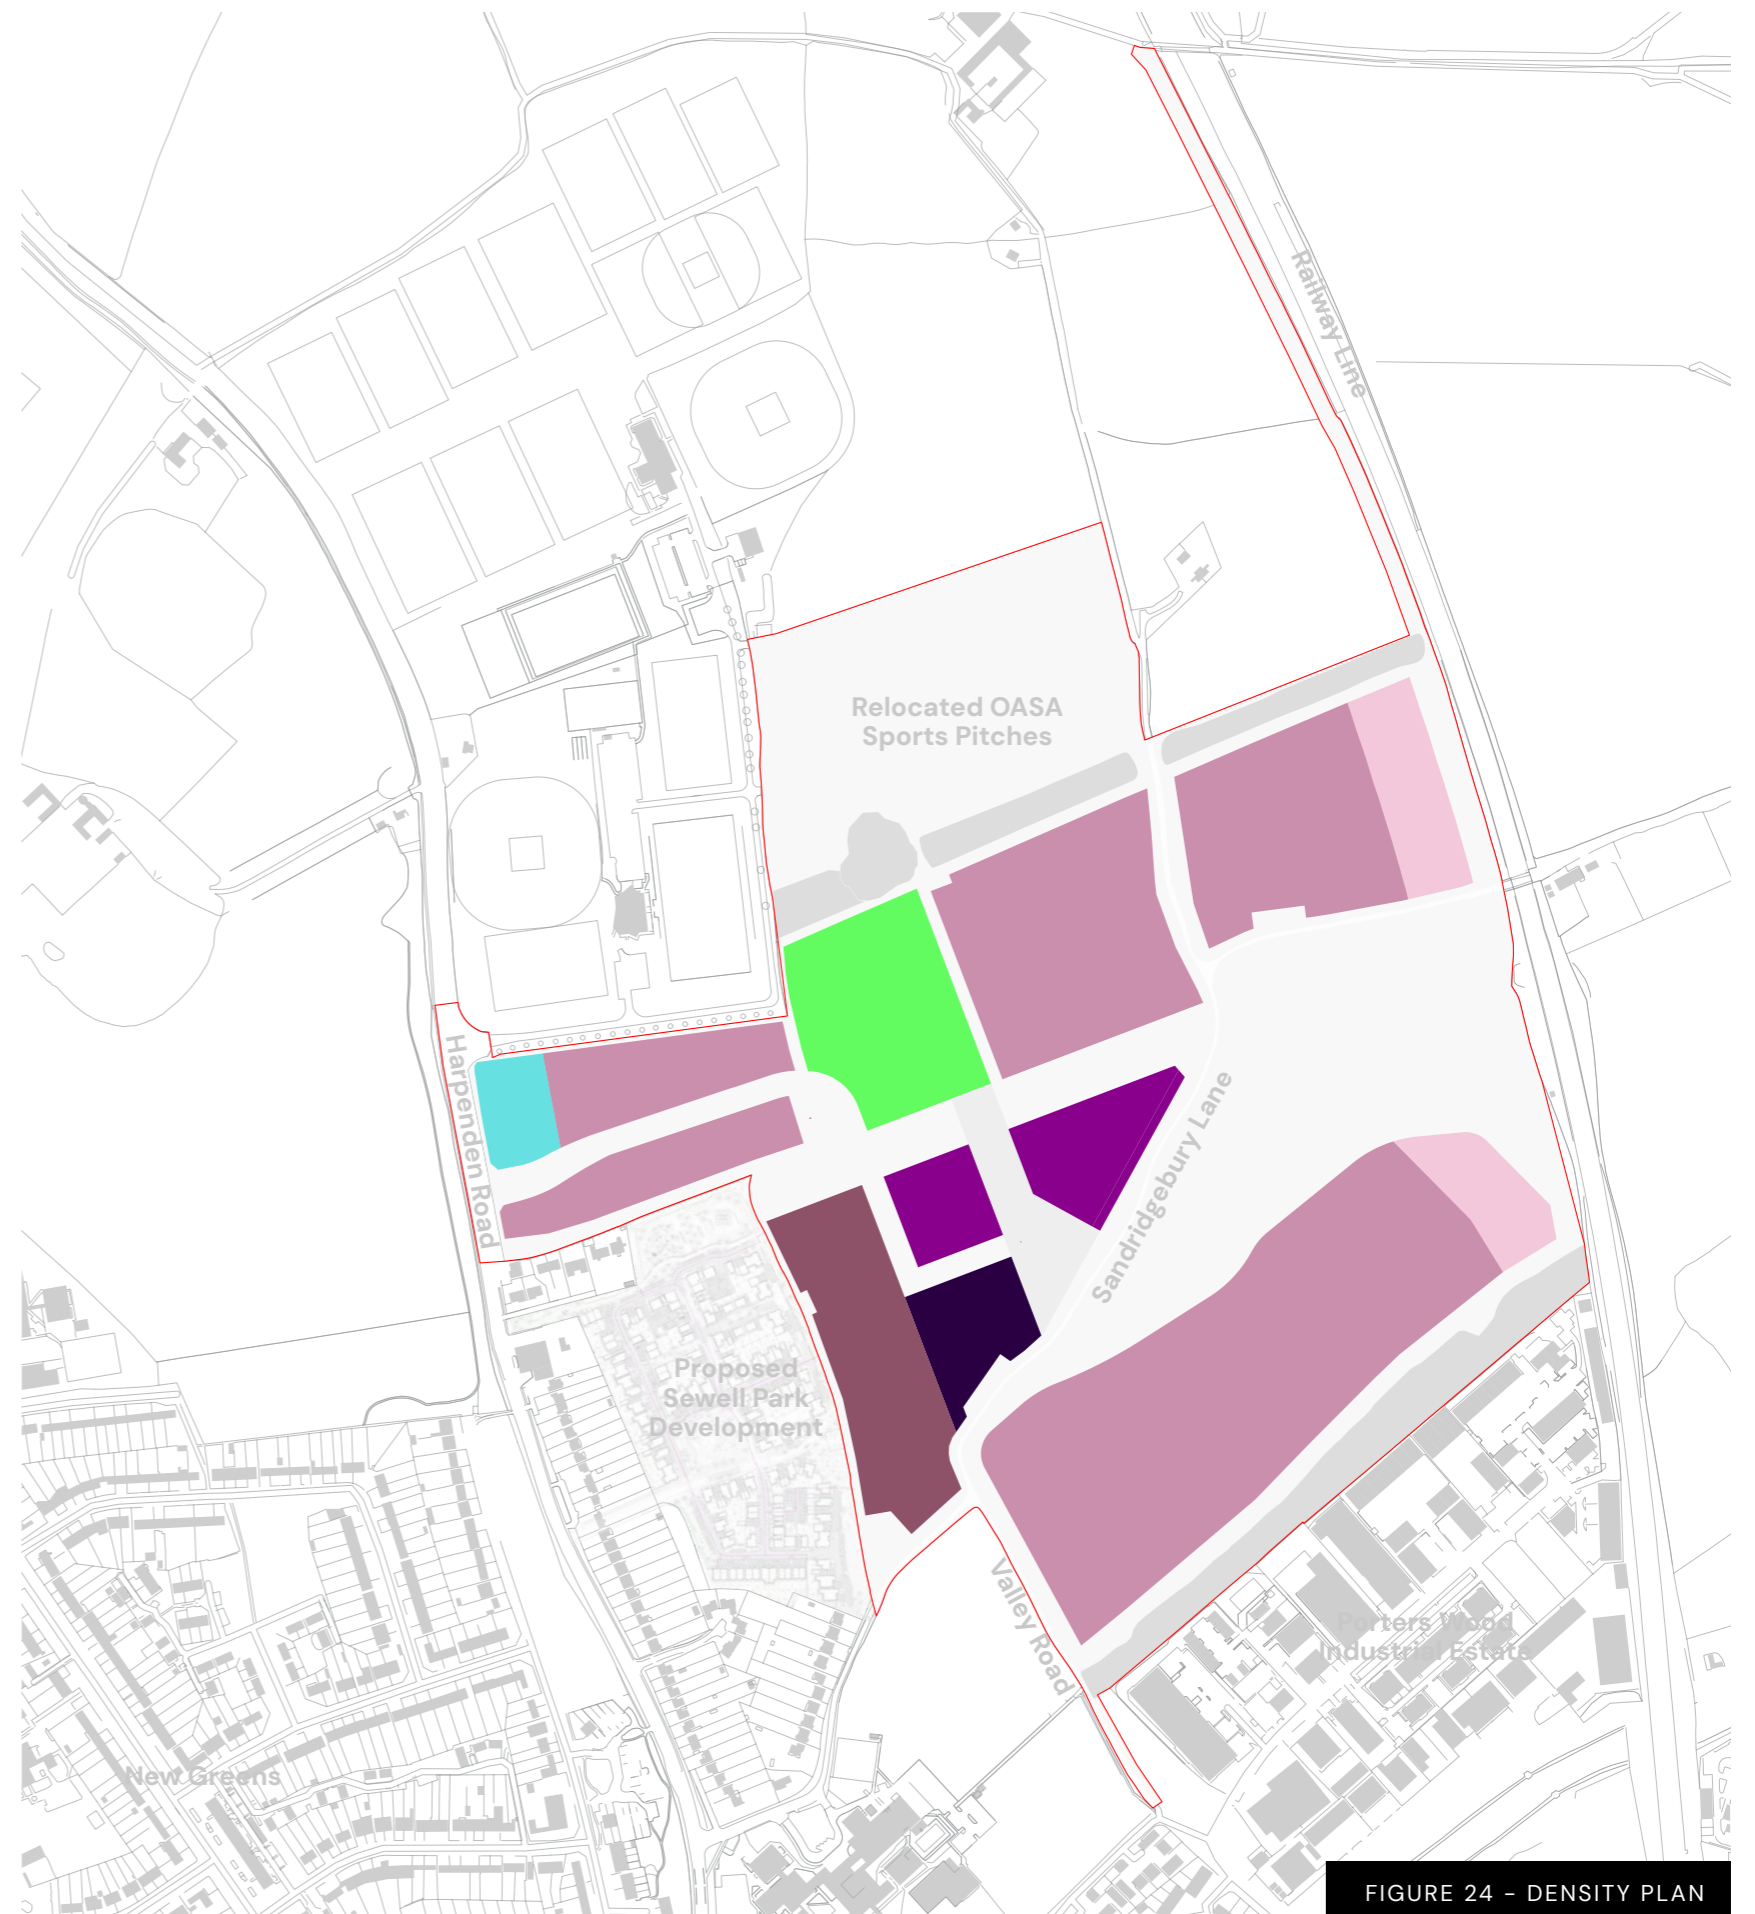 Railway Line
Relocated OASA
Sports Pitches
Harpenden Road
Sandridgebury Lane
Proposed
Sewell Park
Development
Valley Road
Porters Wood
Industrial Estate
New Greens
FIGURE 24 - DENSITY PLAN